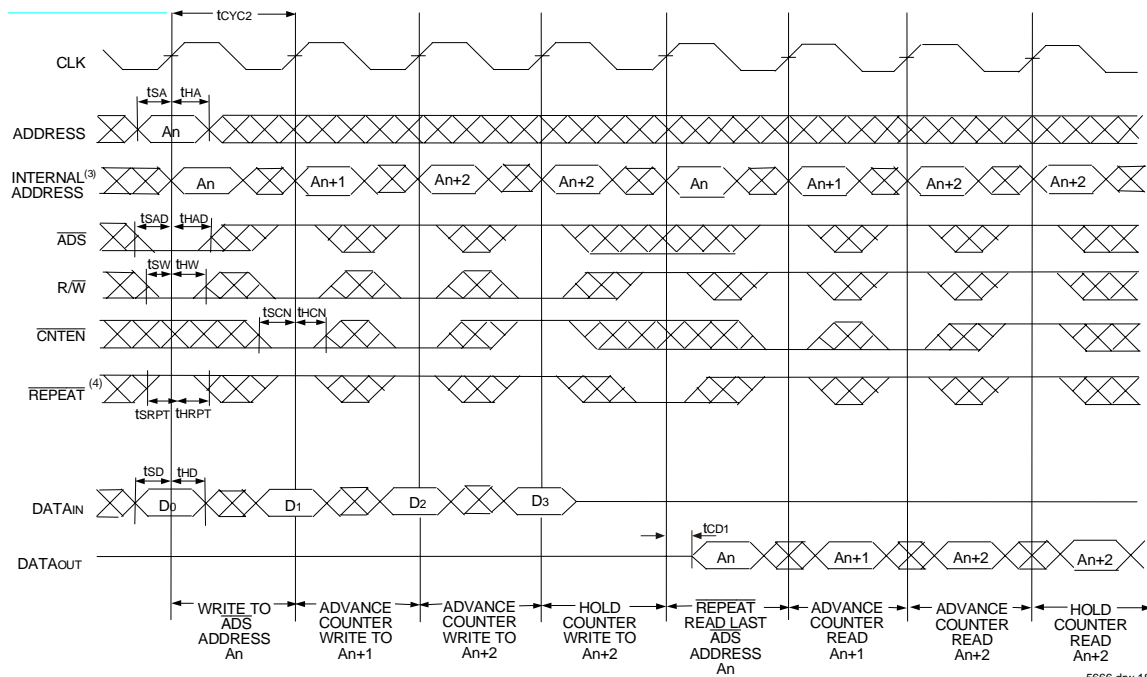 tCYC2
CLK
tSA tHA
ADDRESS An
INTERNAL(3) ADDRESS An An+1 An+2 An+2 An An+1 An+2 An+2
tSAD tHAD
ADS
tSW tHW
R/W
tSCN tHCN
CNTEN
REPEAT (4)
tSRPT tHRPT
tSD tHD
DATAIN D0 D1 D2 D3
tCD1
DATAOUT An An+1 An+2 An+2
WRITE TO
ADS
ADDRESS
An
ADVANCE
COUNTER
WRITE TO
An+1
ADVANCE
COUNTER
WRITE TO
An+2
HOLD
COUNTER
WRITE TO
An+2
REPEAT
READ LAST
ADS
ADDRESS
An
ADVANCE
COUNTER
READ
An+1
ADVANCE
COUNTER
READ
An+2
HOLD
COUNTER
READ
An+2